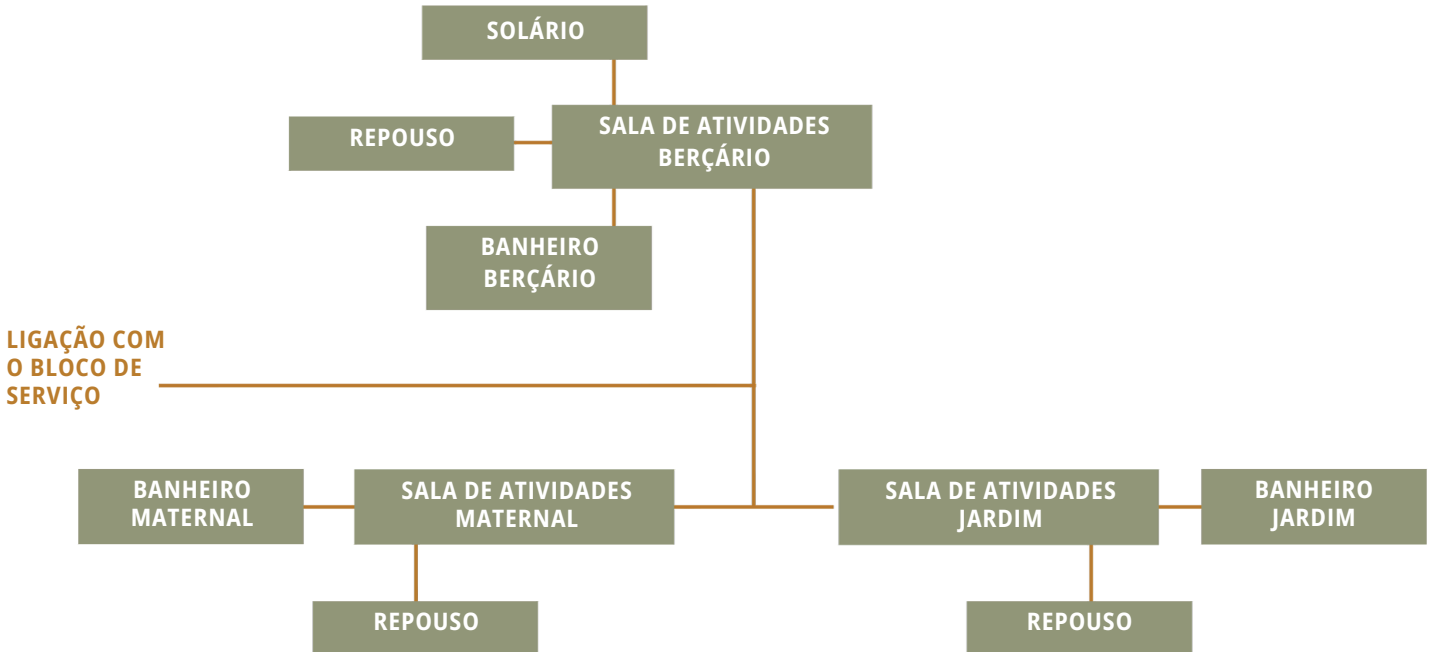 SOLÁRIO
REPOUSO
SALA DE ATIVIDADES
BERÇÁRIO
BANHEIRO
BERÇÁRIO
LIGAÇÃO COM
O BLOCO DE
SERVIÇO
BANHEIRO
MATERNAL
SALA DE ATIVIDADES
MATERNAL
SALA DE ATIVIDADES
JARDIM
BANHEIRO
JARDIM
REPOUSO
REPOUSO